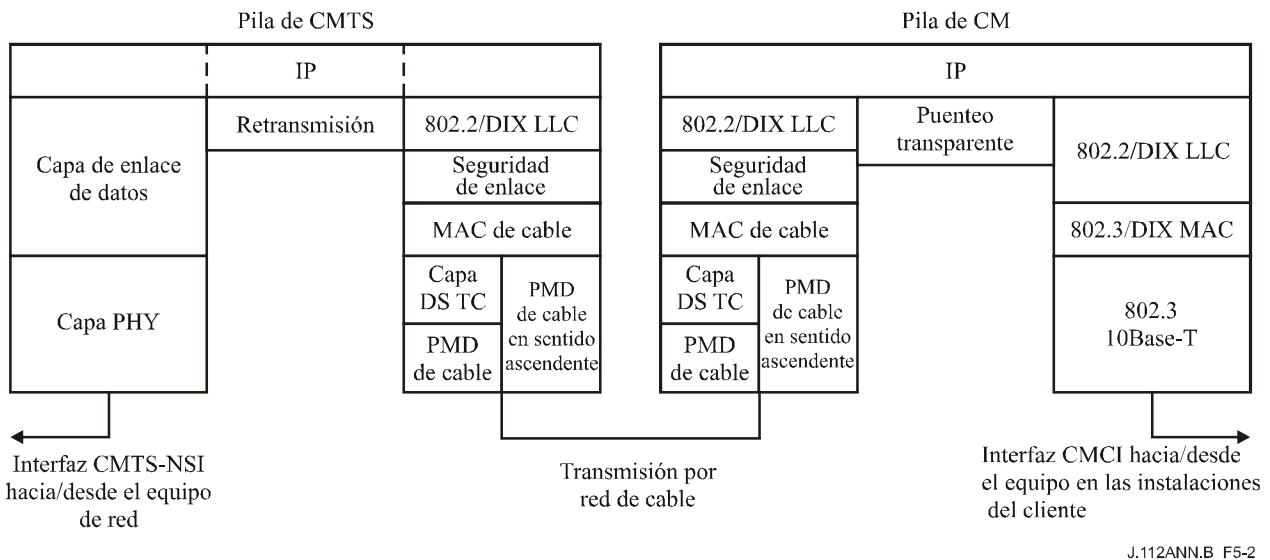 Pila de CMTS
Pila de CM
IP
IP
Capa de enlace
de datos
Retransmisión
802.2/DIX LLC
Seguridad
de enlace
MAC de cable
Capa PHY
Capa
DS TC
PMD
de cable
PMD
de cable
en sentido
ascendente
802.2/DIX LLC
Seguridad
de enlace
MAC de cable
Capa
DS TC
PMD
de cable
PMD
de cable
en sentido
ascendente
Puenteo
transparente
802.2/DIX LLC
802.3/DIX MAC
802.3
10Base-T
Interfaz CMTS-NSI
hacia/desde el equipo
de red
Transmisión por
red de cable
Interfaz CMCI hacia/desde
el equipo en las instalaciones
del cliente
J.112ANN.B_F5-2